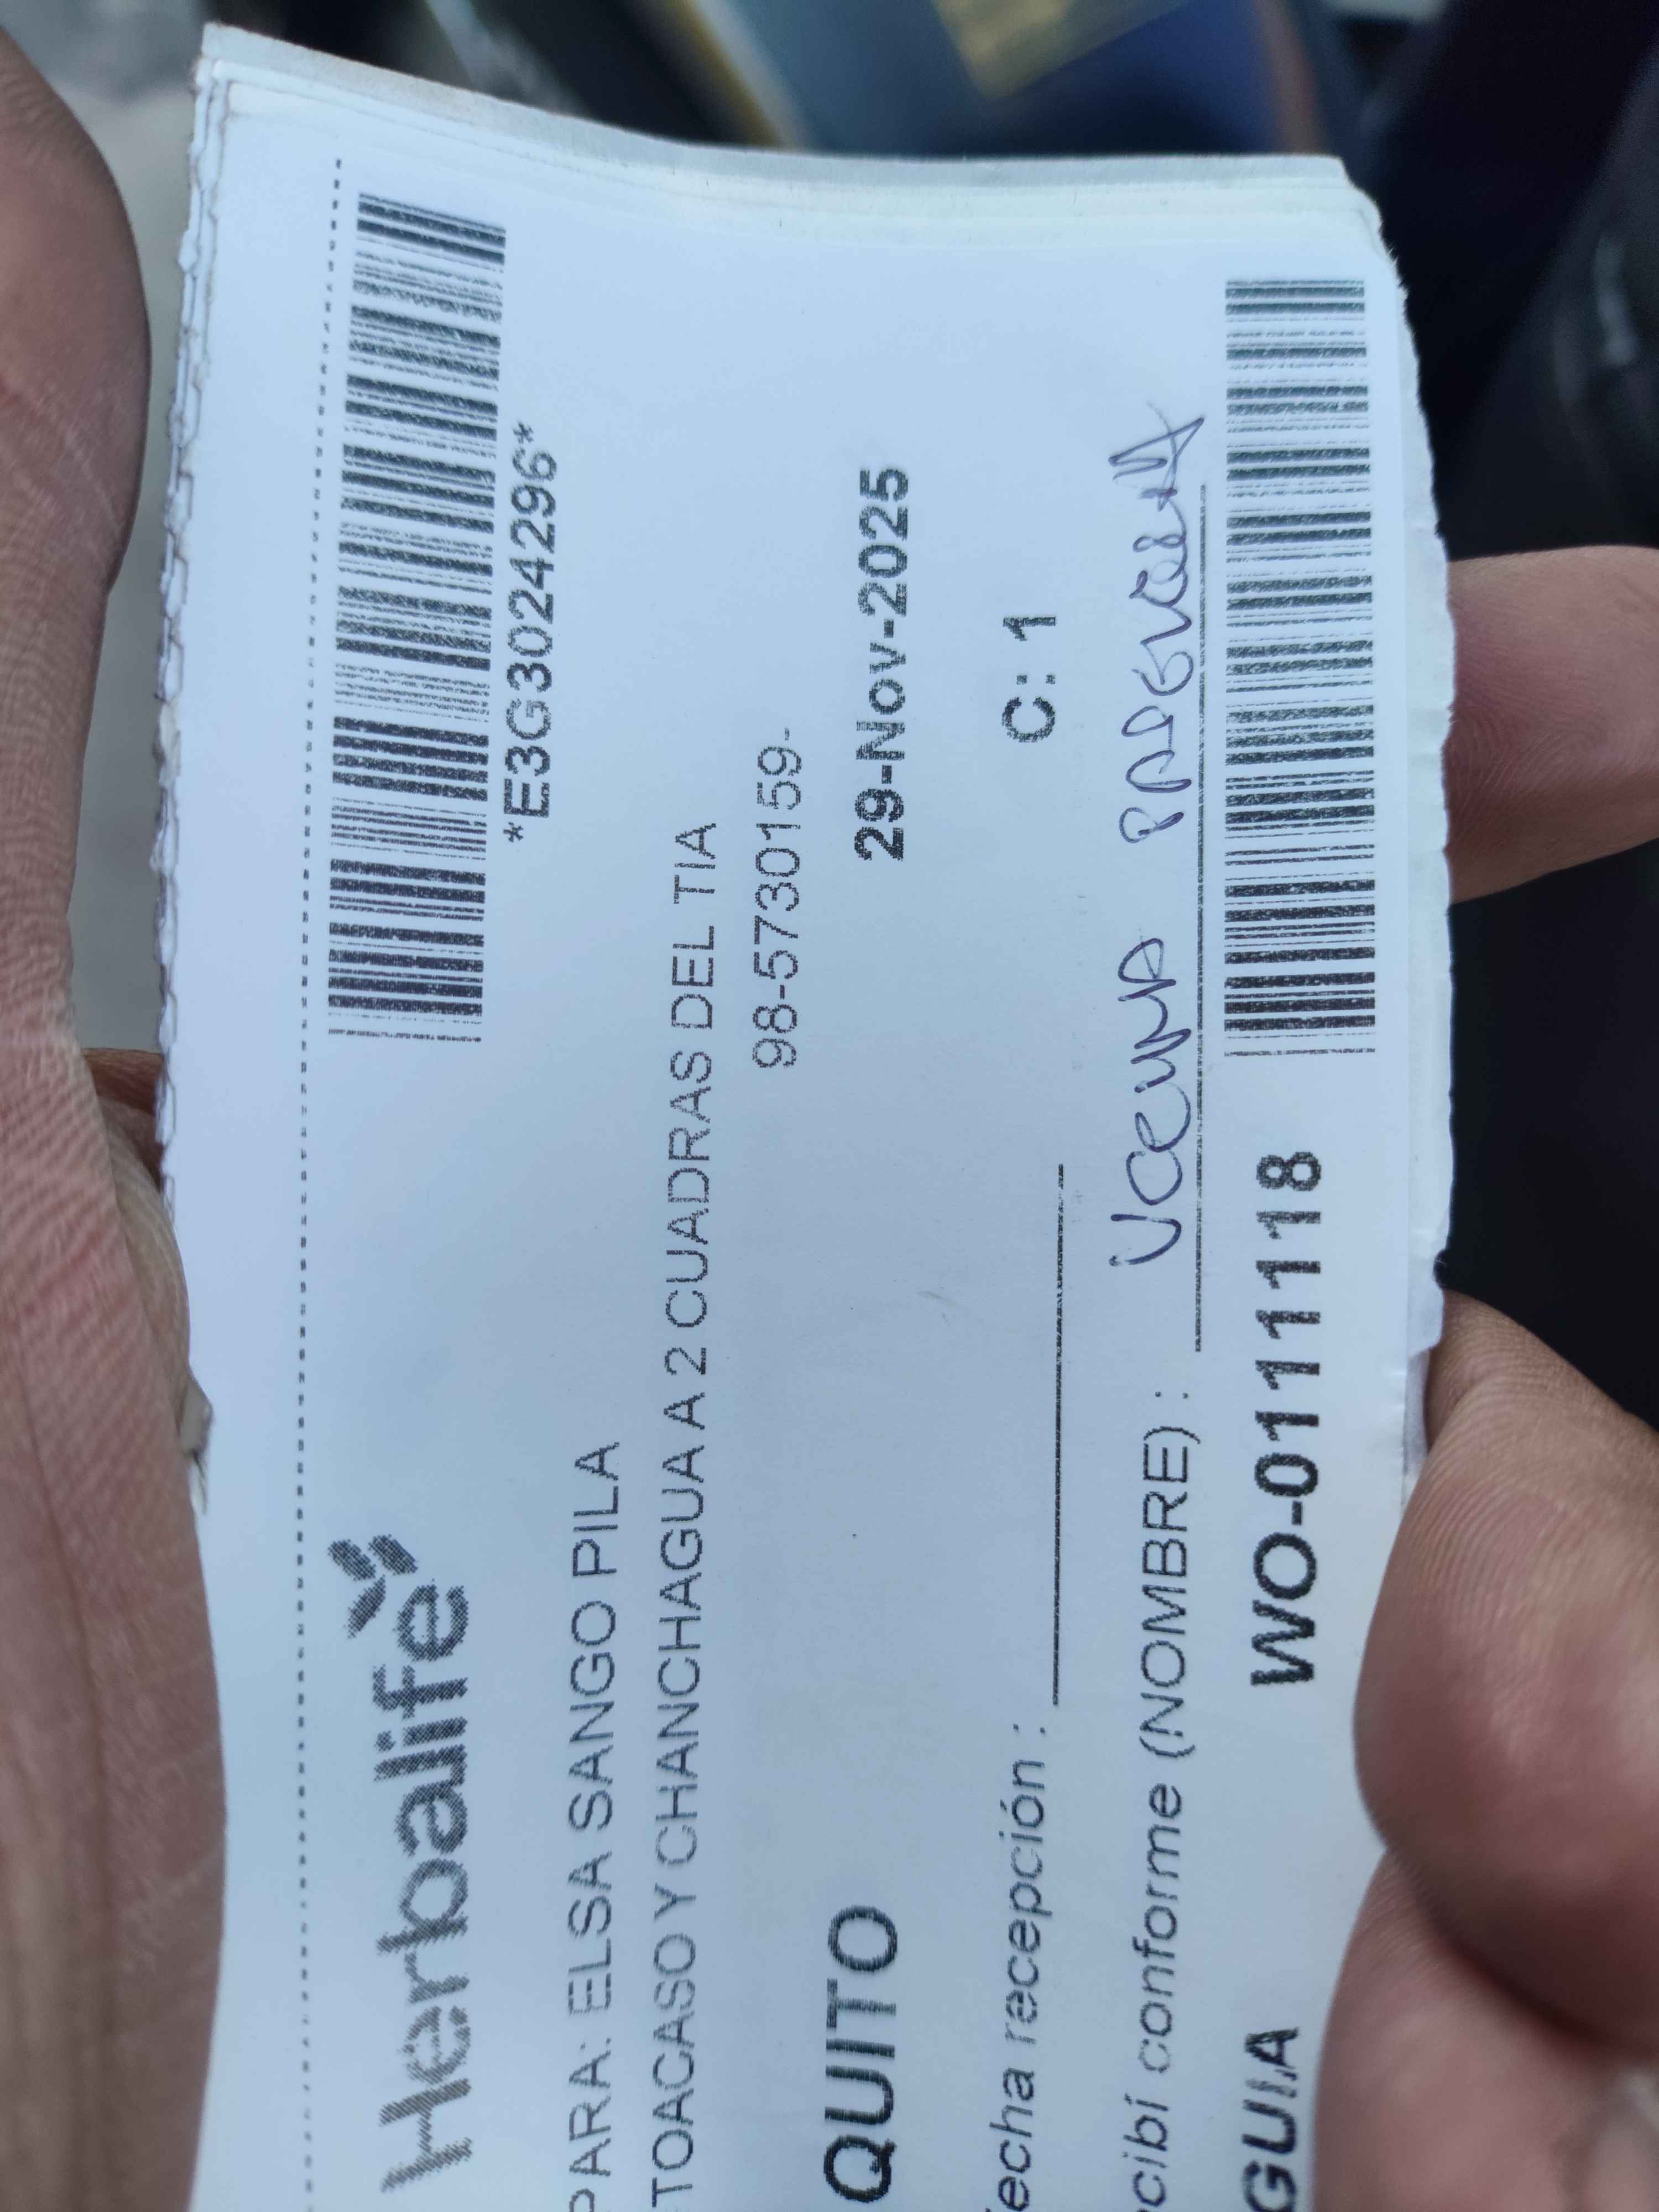 Herbalife
*E3G3024296*
PARA: ELSA SANGO PILA
TOACASO Y CHANCHAGUA A 2 CUADRAS DEL TIA
98-5730159-
QUITO
29-Nov-2025
echa recepción :
C: 1
cibí conforme (NOMBRE) :
GUIA
WO-0111118